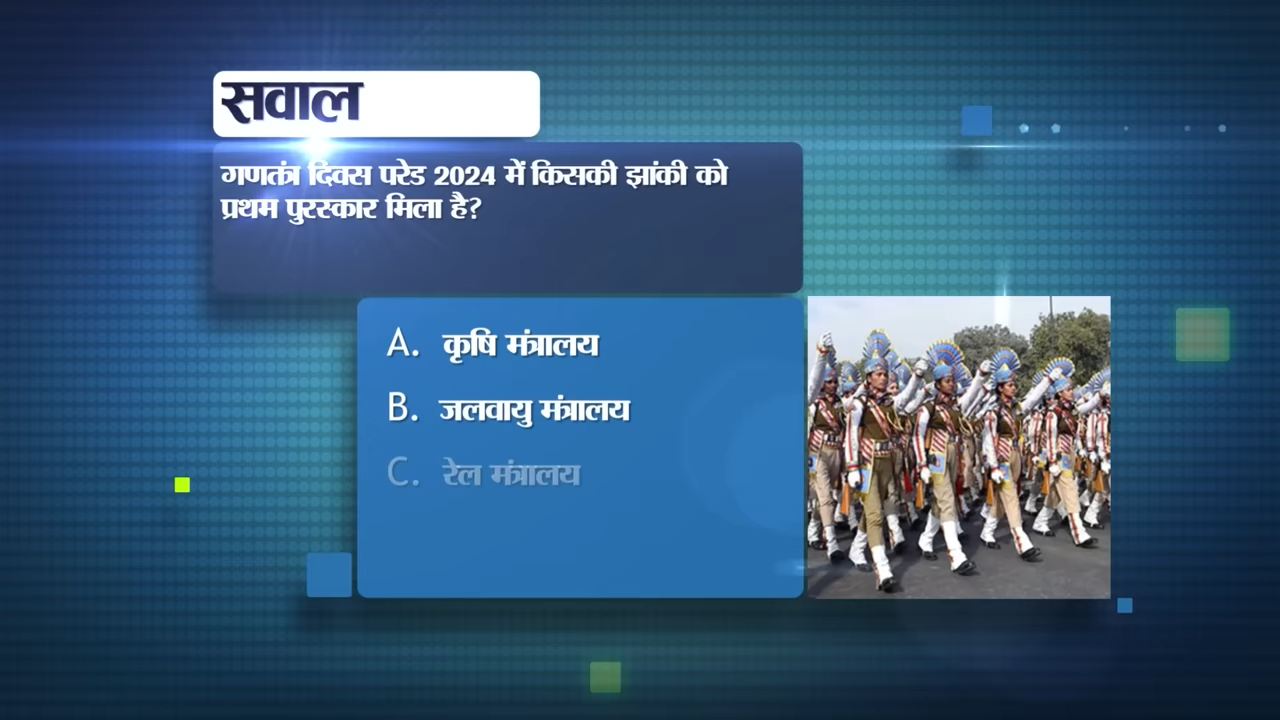 सवाल
गणतंत्र दिवस परेड 2024 में किसकी झांकी को
प्रथम पुरस्कार मिला है?
A. कृषि मंत्रालय
B. जलवायु मंत्रालय
C. रेल मंत्रालय